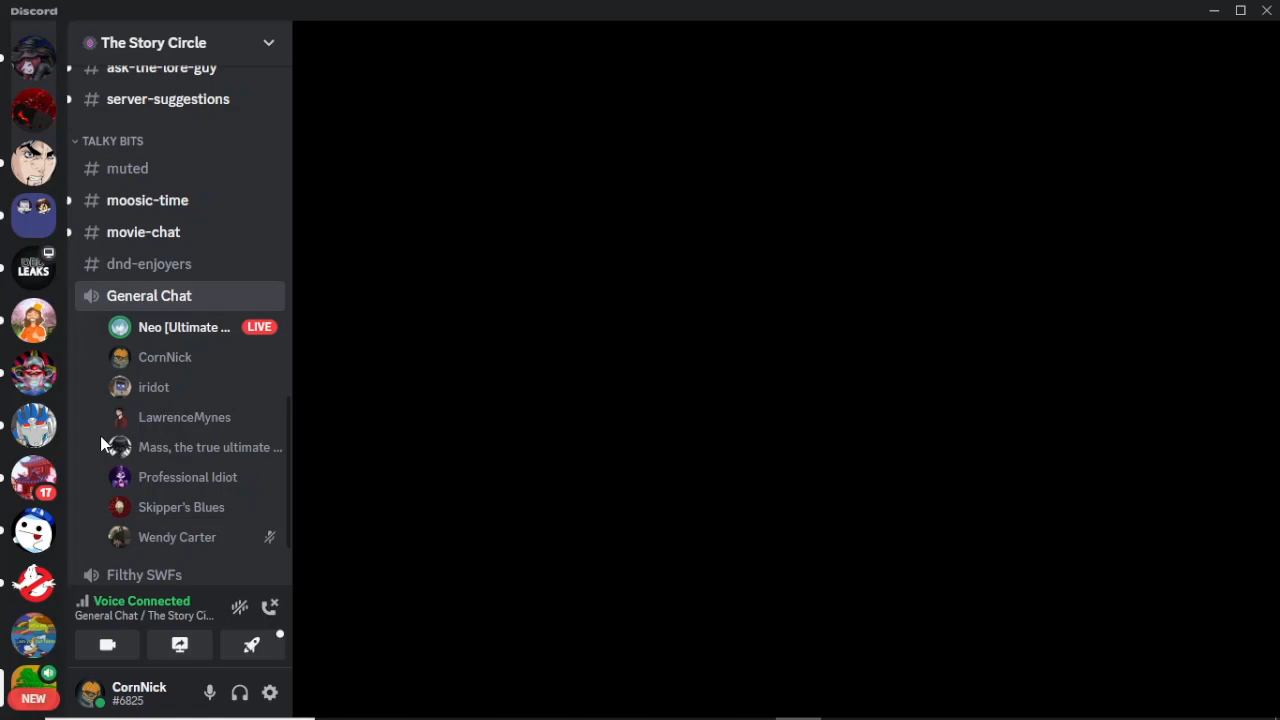 Discord
The Story Circle
ask-the-lore-guy
server-suggestions
TALKY BITS
muted
moosic-time
movie-chat
dnd-enjoyers
General Chat
Neo [Ultimate ... LIVE
CornNick
iridot
LawrenceMynes
Mass, the true ultimate ...
Professional Idiot
Skipper's Blues
Wendy Carter
Filthy SWFs
Voice Connected
General Chat / The Story Ci...
CornNick
#6825
LEAKS
17
NEW